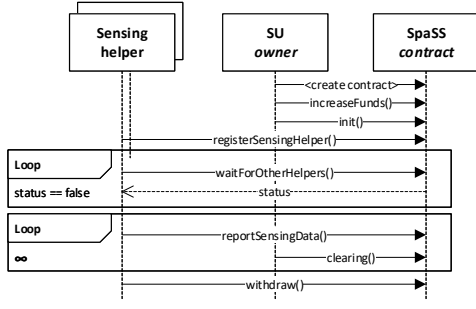 Sensing
helper
SU
owner
SpaSS
contract
<create contract>
increaseFunds()
init()
registerSensingHelper()
Loop
waitForOtherHelpers()
status == false
status
Loop
reportSensingData()
∞
clearing()
withdraw()